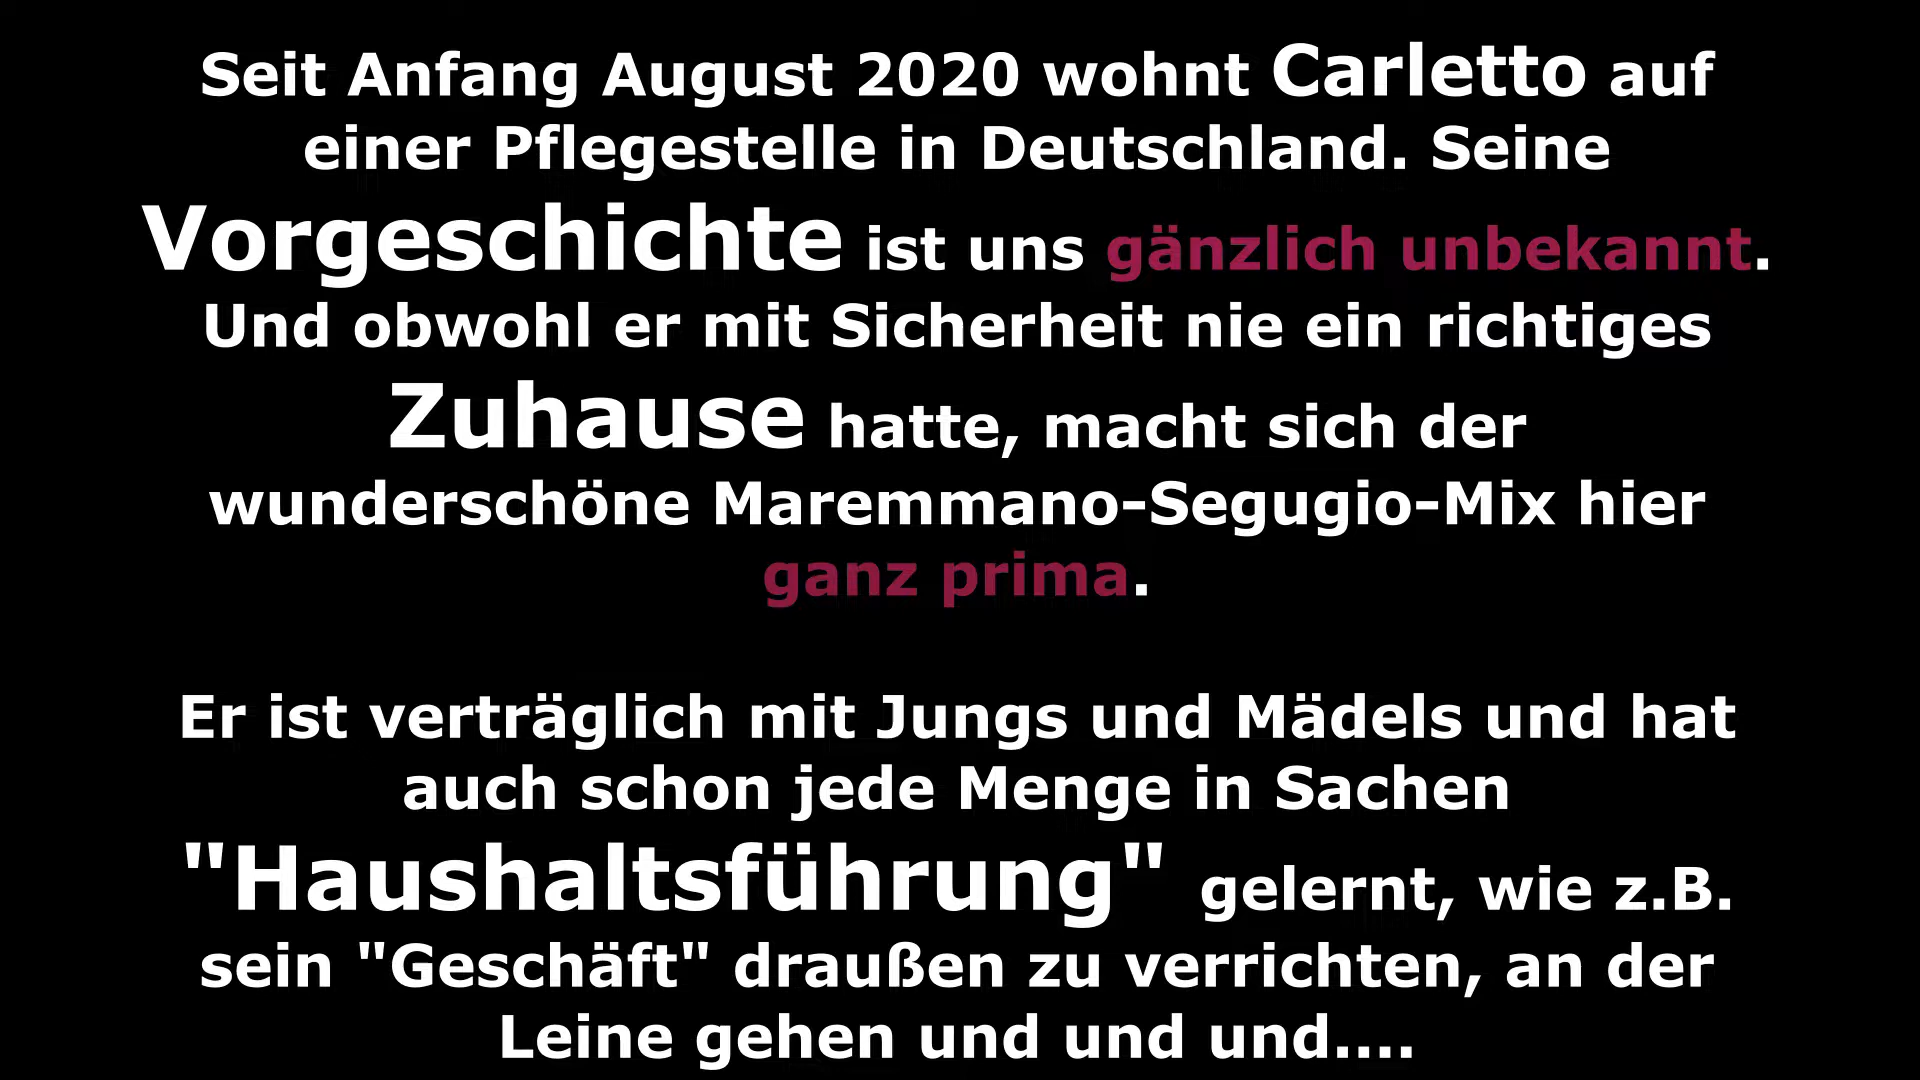 Seit Anfang August 2020 wohnt Carletto auf
einer Pflegestelle in Deutschland. Seine
Vorgeschichte ist uns gänzlich unbekannt.
Und obwohl er mit Sicherheit nie ein richtiges
Zuhause hatte, macht sich der
wunderschöne Maremmano-Segugio-Mix hier
ganz prima.
Er ist verträglich mit Jungs und Mädels und hat
auch schon jede Menge in Sachen
"Haushaltsführung" gelernt, wie z.B.
sein "Geschäft" draußen zu verrichten, an der
Leine gehen und und und....